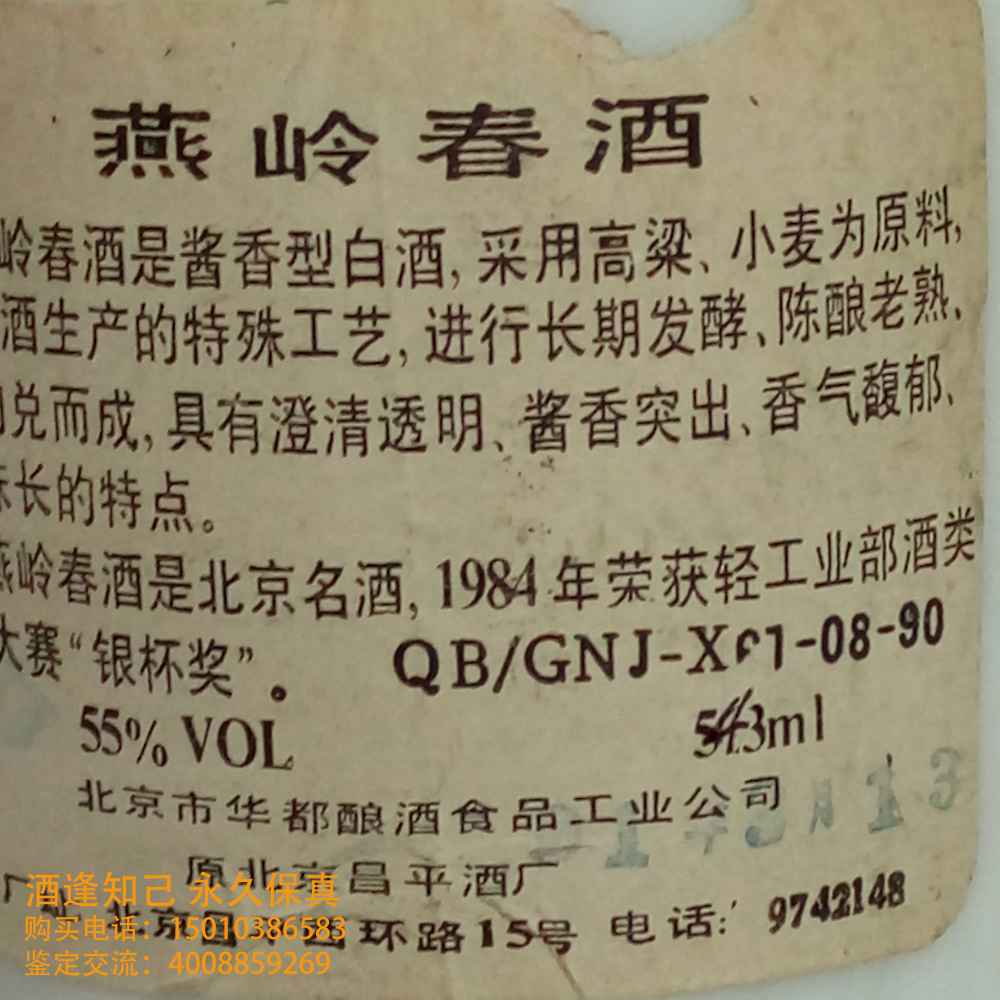 燕岭春酒
岭春酒是酱香型白酒,采用高粱、小麦为原料,
酒生产的特殊工艺,进行长期发酵、陈酿老熟、
兑而成,具有澄清透明、酱香突出、香气馥郁、
长的特点。
燕岭春酒是北京名酒,1984年荣获轻工业部酒类
大赛“银杯奖”。 QB/GNJ-X61-08-90
55% VOL 543ml
北京市华都酿酒食品工业公司
原北京昌平酒厂
环路15号 电话: 9742148
酒逢知己 永久保真
购买电话:15010386583
鉴定交流:4008859269